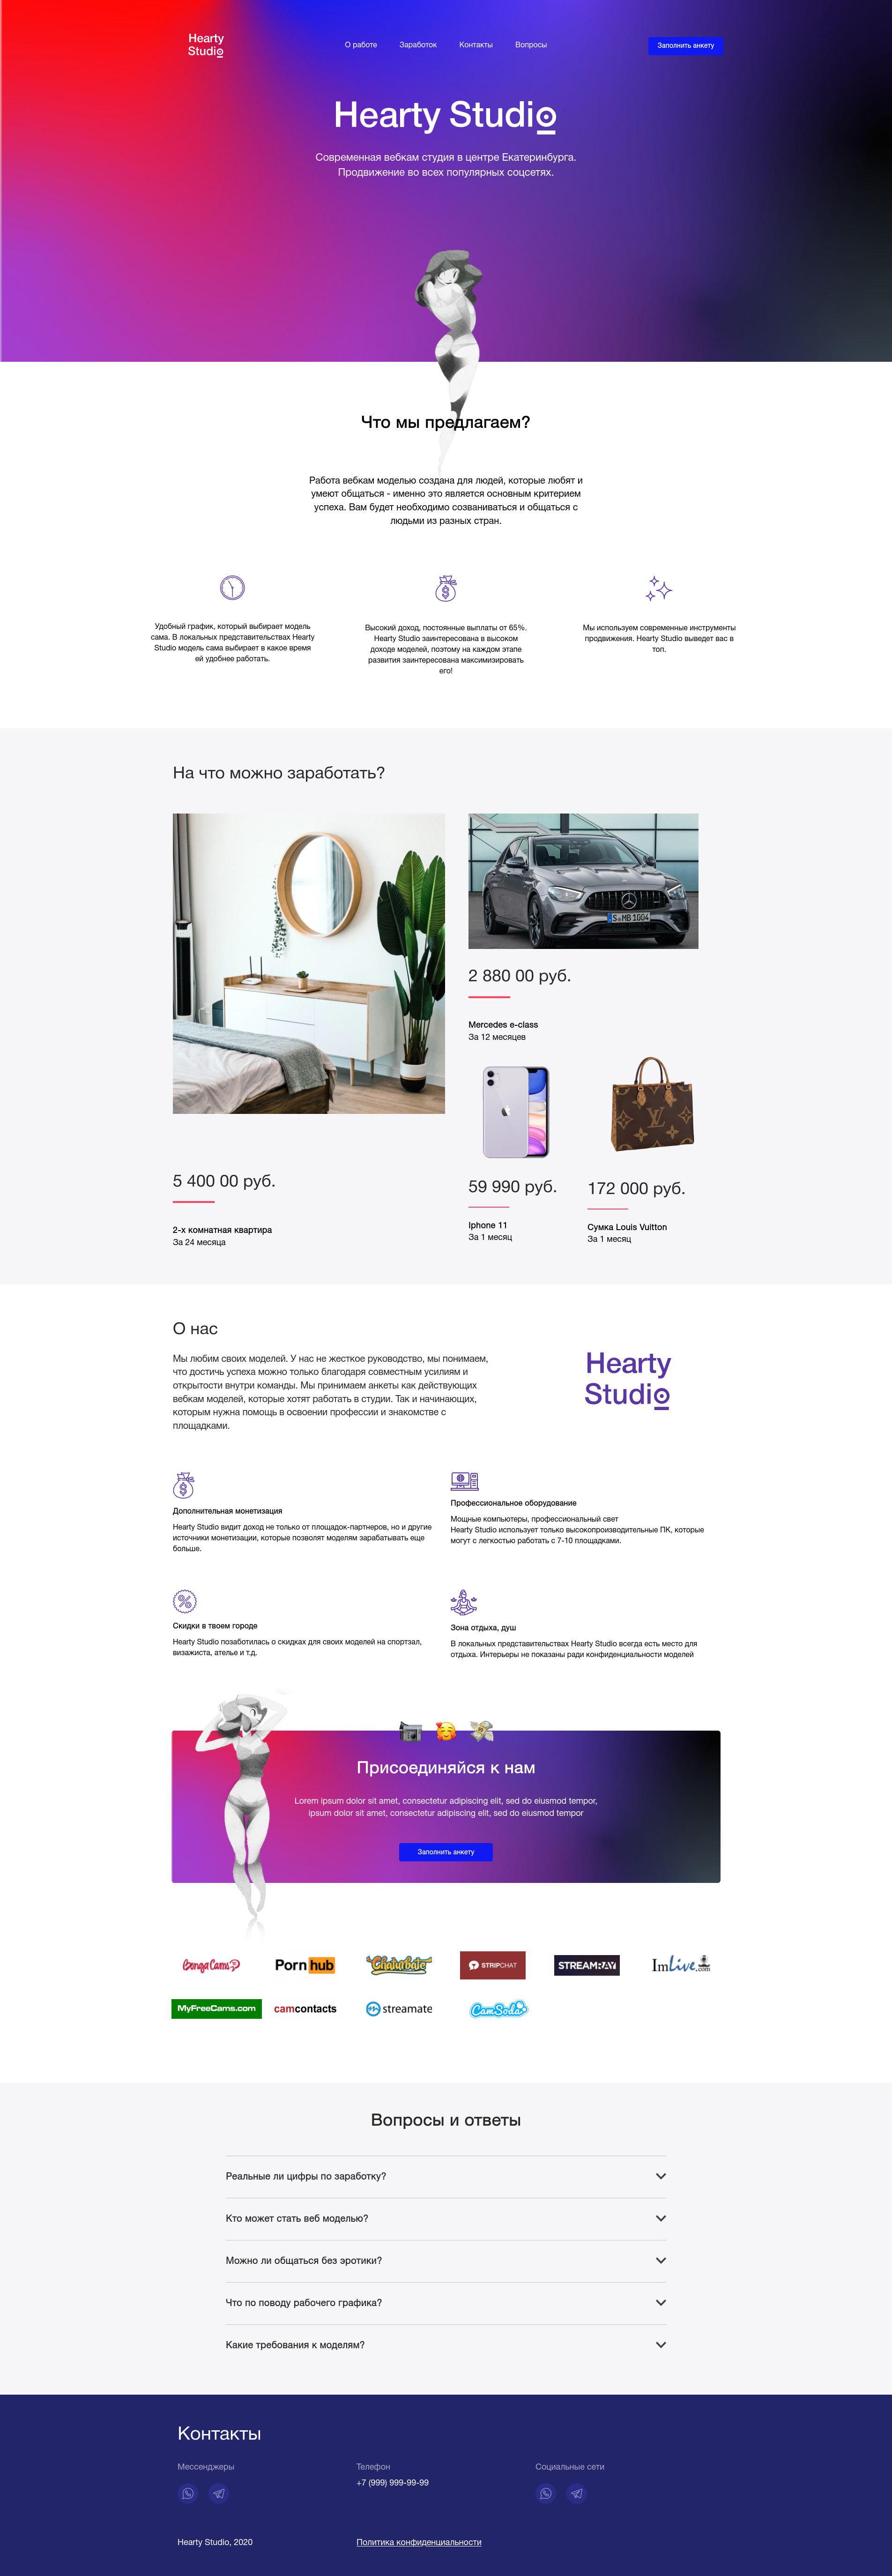 Hearty
Studio
О работе
Заработок
Контакты
Вопросы
Заполнить анкету
Hearty Studio
Современная вебкам студия в центре Екатеринбурга.
Продвижение во всех популярных соцсетях.
Что мы предлагаем?
Работа вебкам моделью создана для людей, которые любят и
умеют общаться - именно это является основным критерием
успеха. Вам будет необходимо созваниваться и общаться с
людьми из разных стран.
Удобный график, который выбирает модель
сама. В локальных представительствах Hearty
Studio модель сама выбирает в какое время
ей удобнее работать.
Высокий доход, постоянные выплаты от 65%.
Hearty Studio заинтересована в высоком
доходе моделей, поэтому на каждом этапе
развития заинтересована максимизировать
его!
Мы используем современные инструменты
продвижения. Hearty Studio выведет вас в
топ.
На что можно заработать?
S MB 1004
2 880 00 руб.
Mercedes e-class
За 12 месяцев
5 400 00 руб.
2-х комнатная квартира
За 24 месяца
59 990 руб.
Iphone 11
За 1 месяц
172 000 руб.
Сумка Louis Vuitton
За 1 месяц
О нас
Мы любим своих моделей. У нас не жесткое руководство, мы понимаем,
что достичь успеха можно только благодаря совместным усилиям и
открытости внутри команды. Мы принимаем анкеты как действующих
вебкам моделей, которые хотят работать в студии. Так и начинающих,
которым нужна помощь в освоении профессии и знакомстве с
площадками.
Hearty
Studio
Дополнительная монетизация
Hearty Studio видит доход не только от площадок-партнеров, но и другие
источники монетизации, которые позволят моделям зарабатывать еще
больше.
Профессиональное оборудование
Мощные компьютеры, профессиональный свет
Hearty Studio использует только высокопроизводительные ПК, которые
могут с легкостью работать с 7-10 площадками.
Скидки в твоем городе
Hearty Studio позаботилась о скидках для своих моделей на спортзал,
визажиста, ателье и т.д.
Зона отдыха, душ
В локальных представительствах Hearty Studio всегда есть место для
отдыха. Интерьеры не показаны ради конфиденциальности моделей
Присоединяйся к нам
Lorem ipsum dolor sit amet, consectetur adipiscing elit, sed do eiusmod tempor,
ipsum dolor sit amet, consectetur adipiscing elit, sed do eiusmod tempor
Заполнить анкету
BongaCams
Porn hub
Chaturbate
STRIPCHAT
STREAMRAY
ImLive.com
MyFreeCams.com
camcontacts
streamate
CamSoda
Вопросы и ответы
Реальные ли цифры по заработку?
Кто может стать веб моделью?
Можно ли общаться без эротики?
Что по поводу рабочего графика?
Какие требования к моделям?
Контакты
Мессенджеры
Телефон
+7 (999) 999-99-99
Социальные сети
Hearty Studio, 2020
Политика конфиденциальности